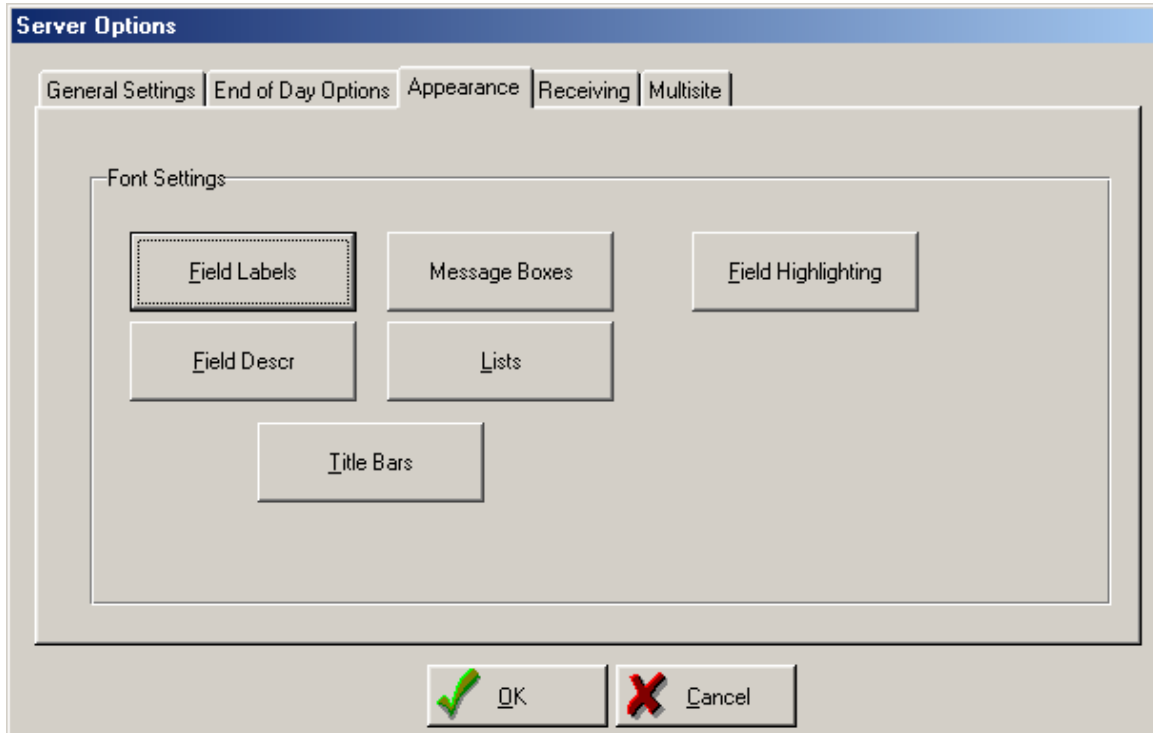 Server Options
General Settings End of Day Options Appearance Receiving Multisite
Font Settings
Field Labels Message Boxes Field Highlighting
Field Descr Lists
Title Bars
OK Cancel